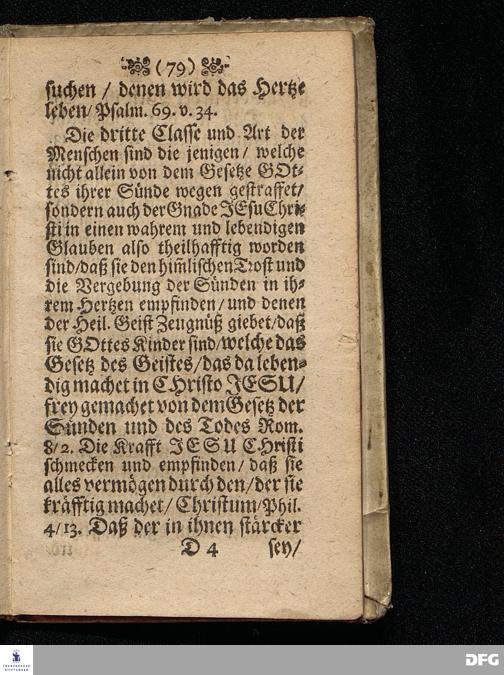 (79)
suchen / denen wird das Hertze
leben / Psalm. 69. v. 34.
Die dritte Classe und Art der
Menschen sind die jenigen / welche
nicht allein von dem Gesetze GOt-
tes ihrer Sünde wegen gestraffet /
sondern auch der Gnade JEsu Chri-
sti in einen wahrem und lebendigen
Glauben also theilhafftig worden
sind / daß sie den him̃lischen Trost und
die Vergebung der Sünden in ih-
rem Hertzen empfinden / und denen
der Heil. Geist Zeugnüß giebet / daß
sie GOttes Kinder sind / welche das
Gesetz des Geistes / das da leben-
dig machet in CHristo JESU /
frey gemachet von dem Gesetz der
Sünden und des Todes Rom.
8 / 2. Die Krafft JESU CHristi
schmecken und empfinden / daß sie
alles vermögen durch den / der sie
kräfftig machet / Christum / Phil.
4 / 13. Daß der in ihnen stärcker
D 4 sey /
FRANCKESCHE
STIFTUNGEN
DFG